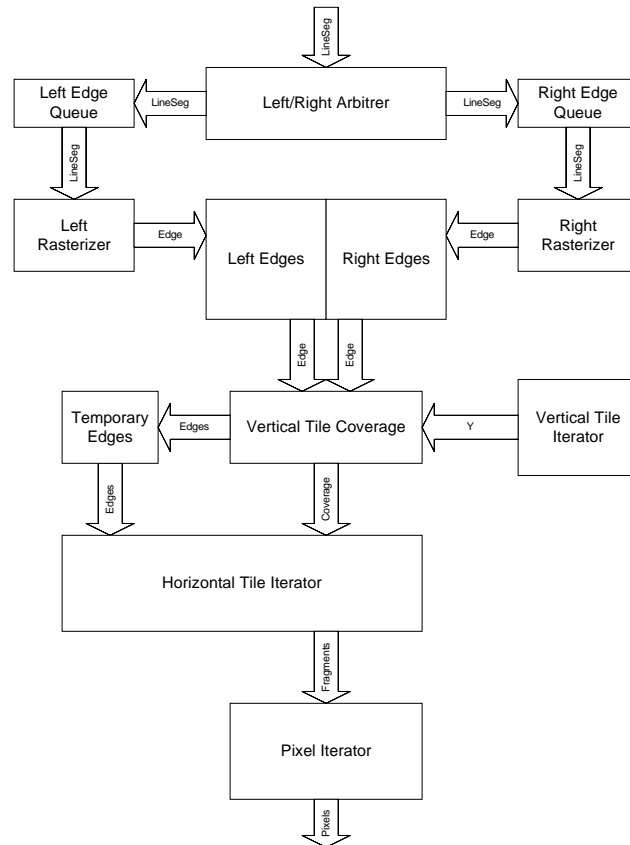 LineSeg
Left Edge
Queue
LineSeg
Left/Right Arbitrer
LineSeg
Right Edge
Queue
LineSeg
LineSeg
Left
Rasterizer
Edge
Left Edges
Right Edges
Edge
Right
Rasterizer
Edge
Edge
Temporary
Edges
Edges
Vertical Tile Coverage
Y
Vertical Tile
Iterator
Edges
Coverage
Horizontal Tile Iterator
Fragments
Pixel Iterator
Pixels